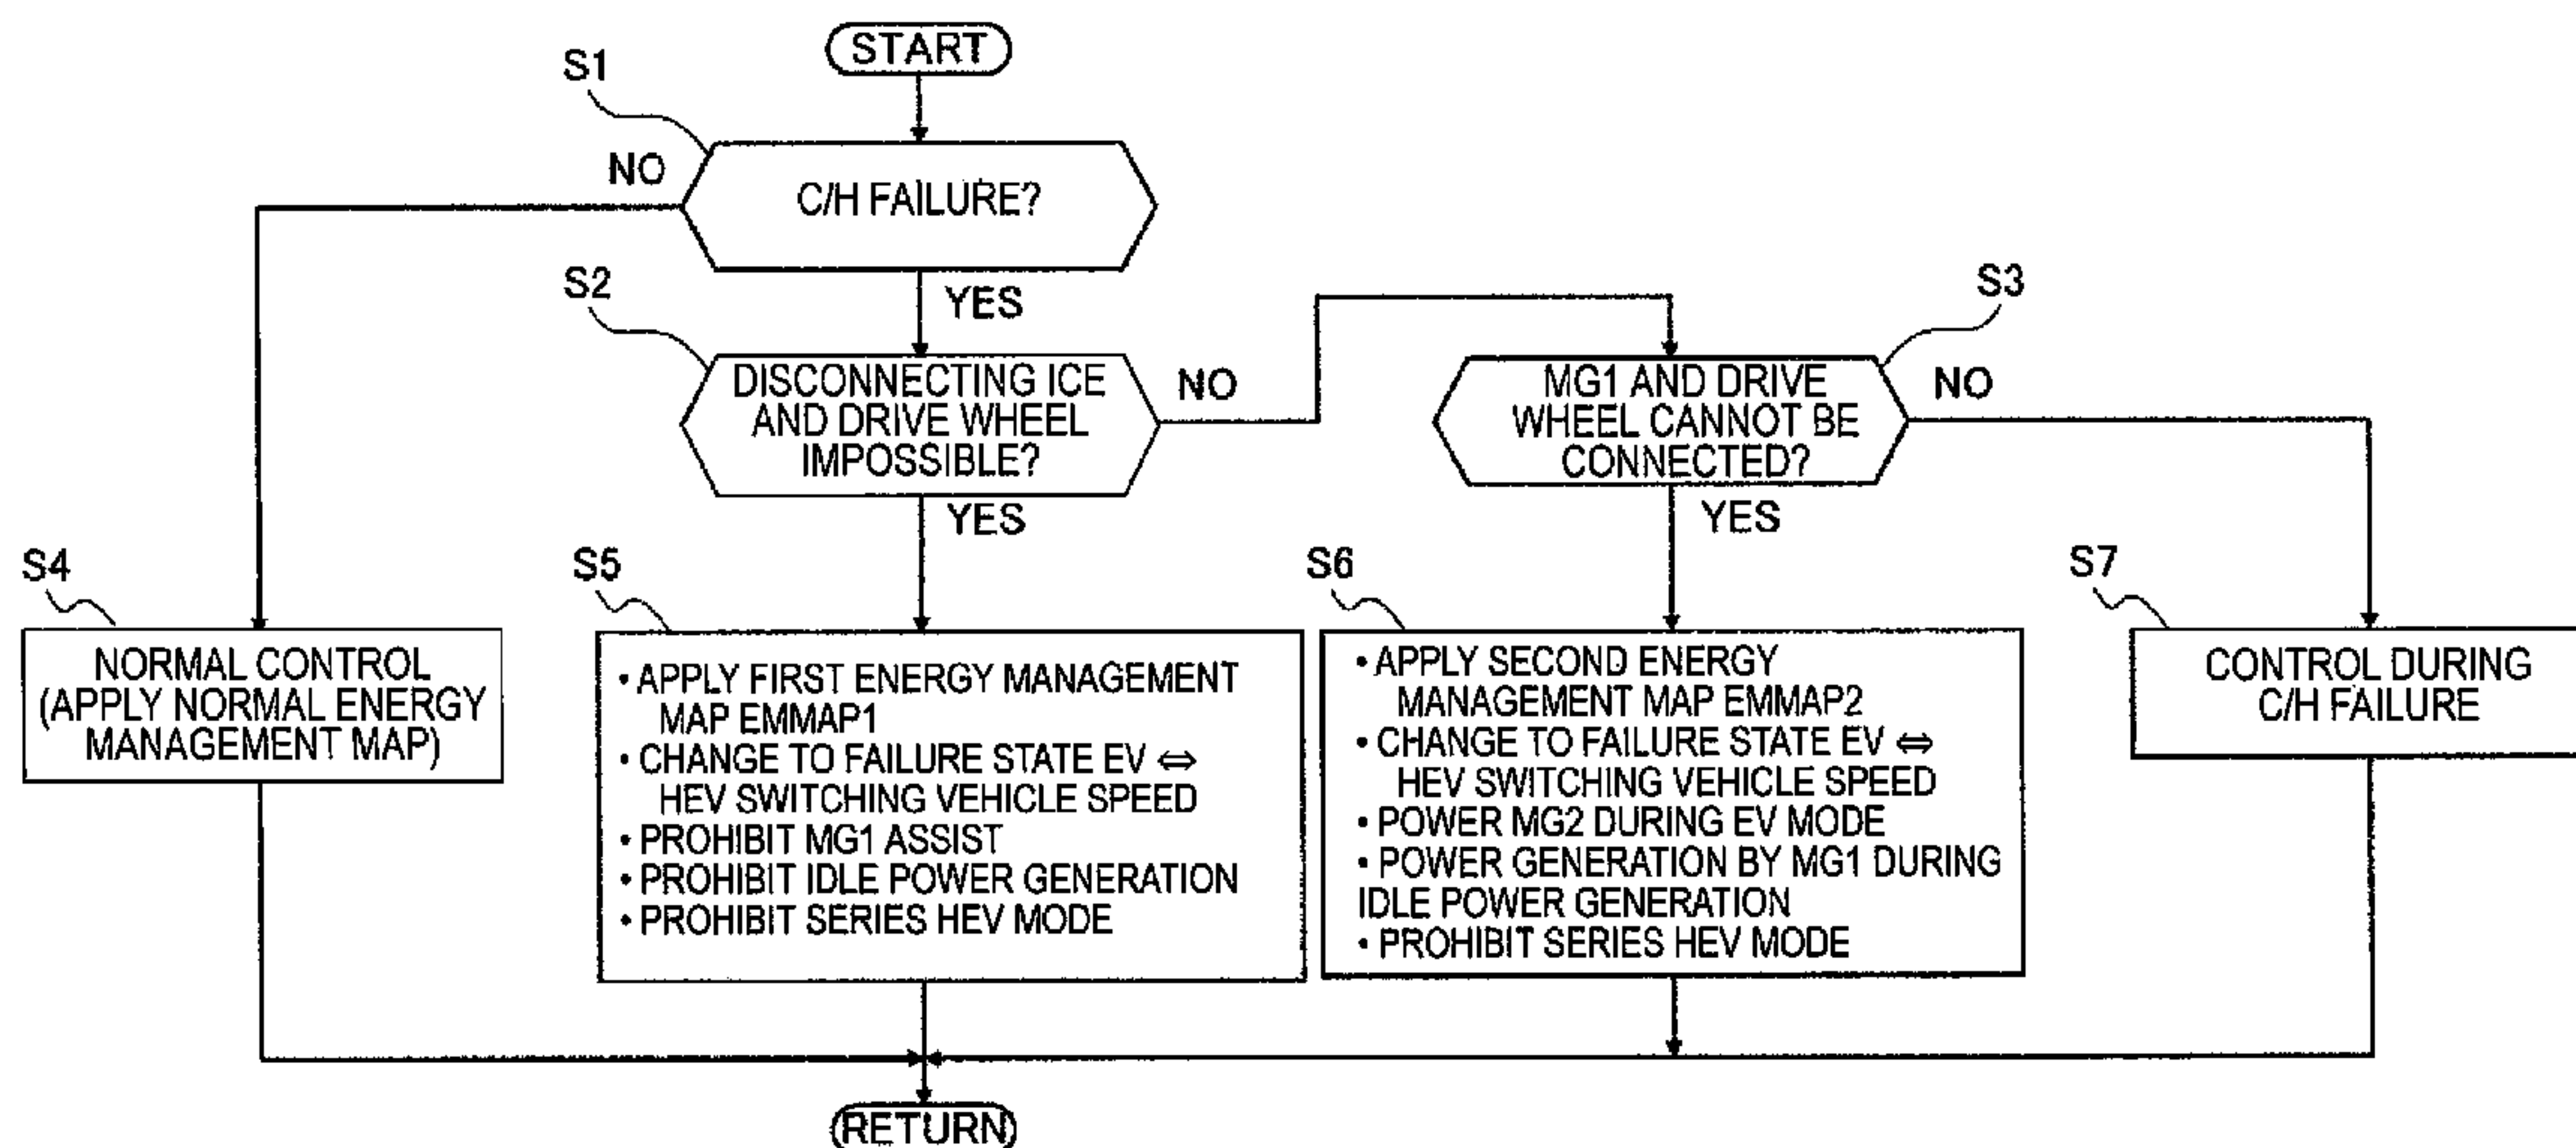 START
S1
NO
C/H FAILURE?
YES
S2
DISCONNECTING ICE
AND DRIVE WHEEL
IMPOSSIBLE?
NO
YES
S3
MG1 AND DRIVE
WHEEL CANNOT BE
CONNECTED?
NO
YES
S4
NORMAL CONTROL
(APPLY NORMAL ENERGY
MANAGEMENT MAP)
S5
• APPLY FIRST ENERGY MANAGEMENT
MAP EMMAP1
• CHANGE TO FAILURE STATE EV ⇔
HEV SWITCHING VEHICLE SPEED
• PROHIBIT MG1 ASSIST
• PROHIBIT IDLE POWER GENERATION
• PROHIBIT SERIES HEV MODE
S6
• APPLY SECOND ENERGY
MANAGEMENT MAP EMMAP2
• CHANGE TO FAILURE STATE EV ⇔
HEV SWITCHING VEHICLE SPEED
• POWER MG2 DURING EV MODE
• POWER GENERATION BY MG1 DURING
IDLE POWER GENERATION
• PROHIBIT SERIES HEV MODE
S7
CONTROL DURING
C/H FAILURE
RETURN